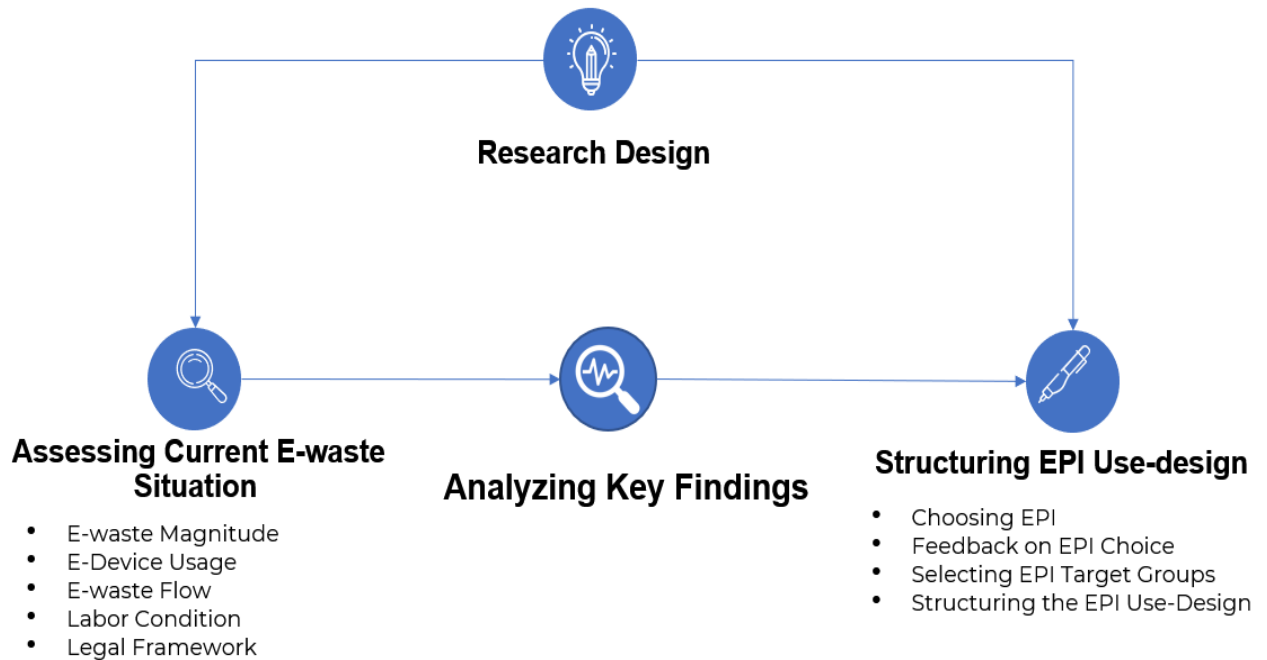 Research Design
Assessing Current E-waste
Situation
• E-waste Magnitude
• E-Device Usage
• E-waste Flow
• Labor Condition
• Legal Framework
Analyzing Key Findings
Structuring EPI Use-design
• Choosing EPI
• Feedback on EPI Choice
• Selecting EPI Target Groups
• Structuring the EPI Use-Design